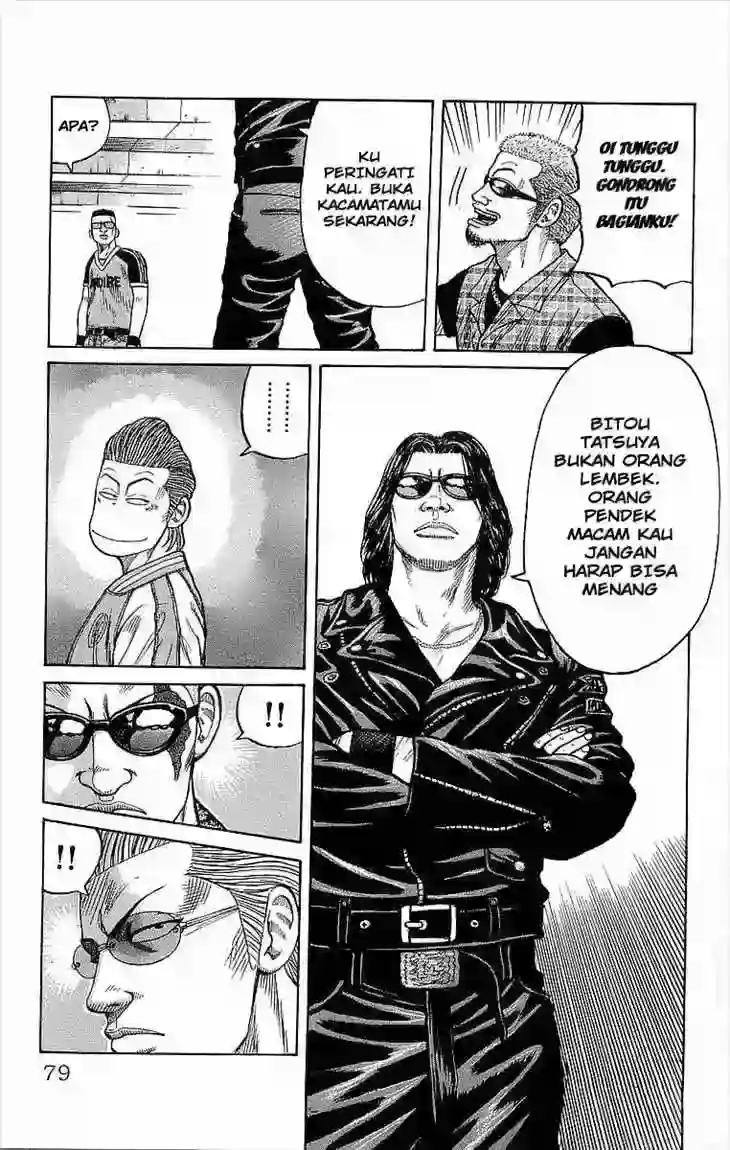 OI TUNGGU
TUNGGU.
GONDRONG
ITU
BAGIANKU!
KU
PERINGATI
KAU. BUKA
KACAMATAMU
SEKARANG!
APA?
BITOU
TATSUYA
BUKAN ORANG
LEMBEK.
ORANG
PENDEK
MACAM KAU
JANGAN
HARAP BISA
MENANG
.........
!!
!!
79